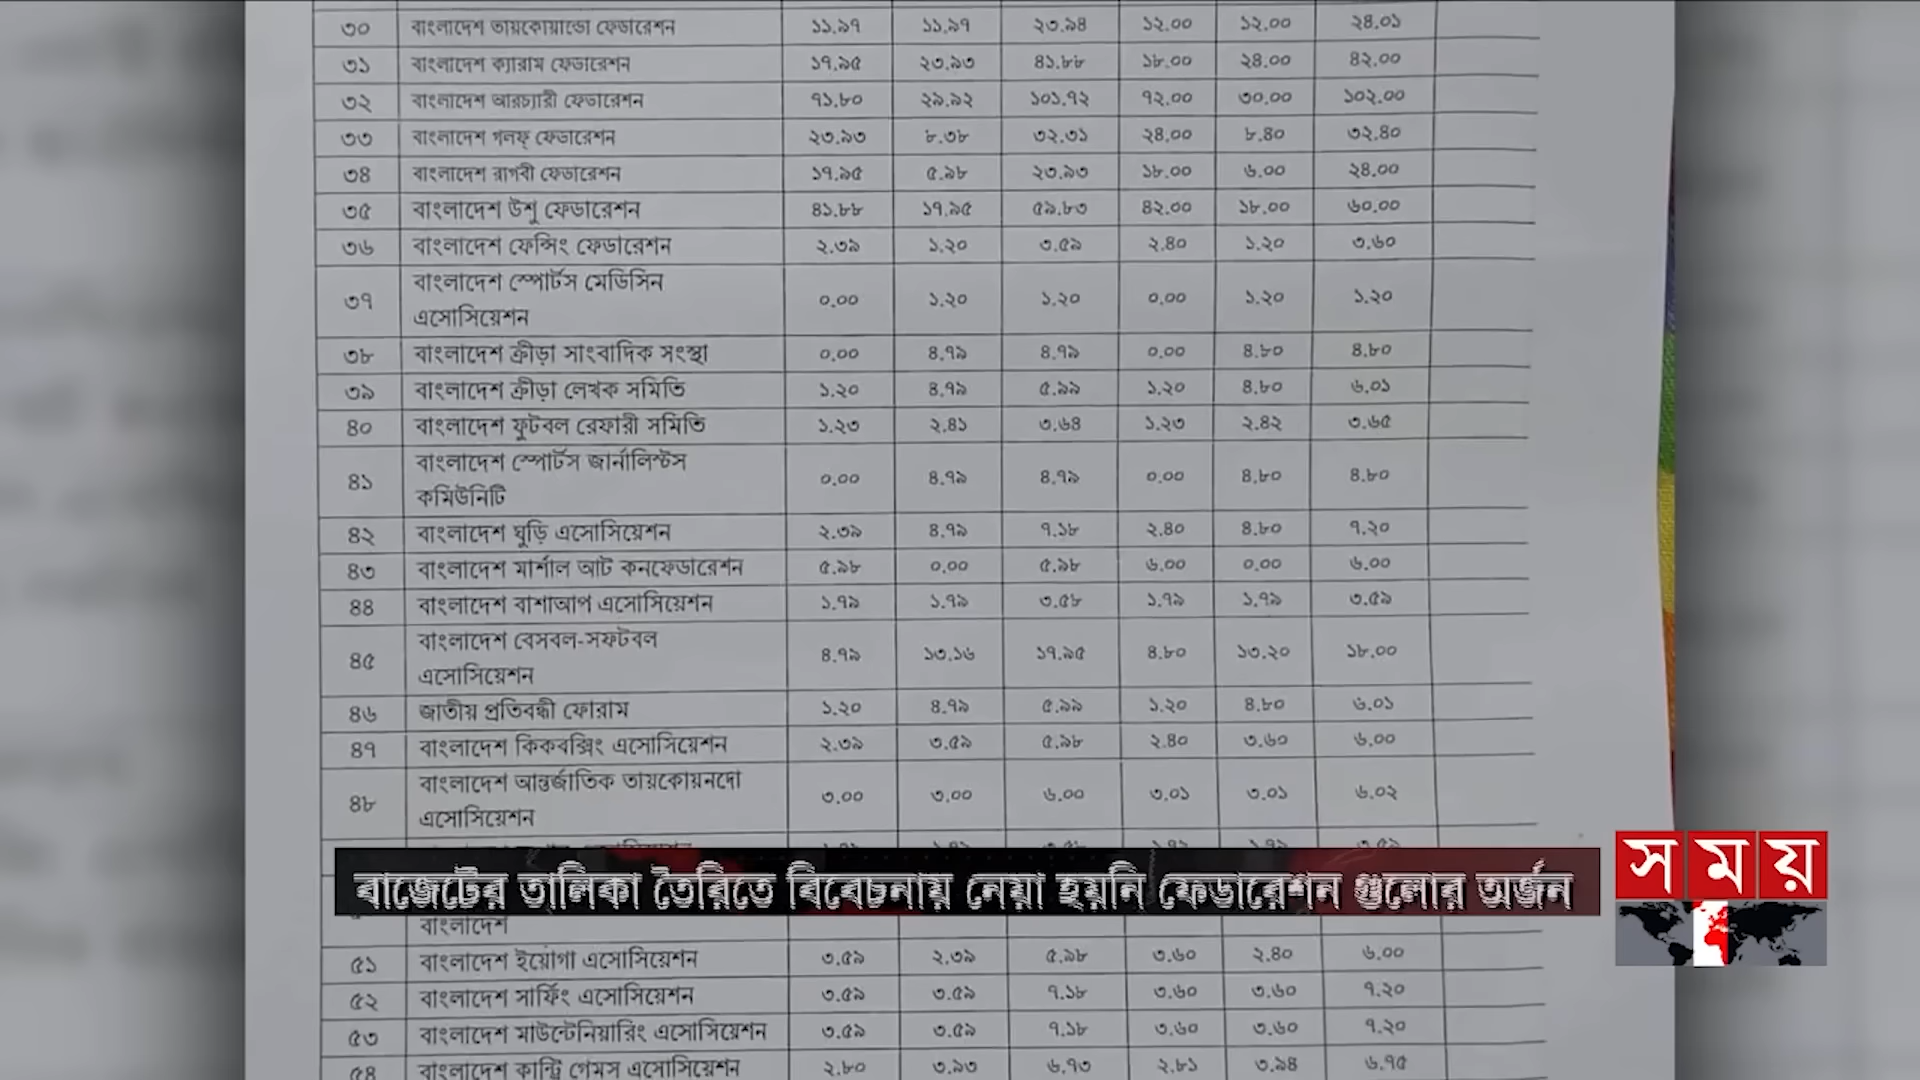 ৩০ বাংলাদেশ তায়কোয়ান্ডো ফেডারেশন ১১.৯৭ ১১.৯৭ ২৩.৯৪ ১২.০০ ১২.০০ ২৪.০১
৩১ বাংলাদেশ ক্যারাম ফেডারেশন ১৭.৯৫ ২৩.৯৩ ৪১.৮৮ ১৮.০০ ২৪.০০ ৪২.০০
৩২ বাংলাদেশ আরচ্যারী ফেডারেশন ৭১.৮০ ২৯.৯২ ১০১.৭২ ৭২.০০ ৩০.০০ ১০২.০০
৩৩ বাংলাদেশ গলফ্ ফেডারেশন ২৩.৯৩ ৮.৩৮ ৩২.৩১ ২৪.০০ ৮.৪০ ৩২.৪০
৩৪ বাংলাদেশ রাগবী ফেডারেশন ১৭.৯৫ ৫.৯৮ ২৩.৯৩ ১৮.০০ ৬.০০ ২৪.০০
৩৫ বাংলাদেশ উশু ফেডারেশন ৪১.৮৮ ১৭.৯৫ ৫৯.৮৩ ৪২.০০ ১৮.০০ ৬০.০০
৩৬ বাংলাদেশ ফেন্সিং ফেডারেশন ২.৩৯ ১.২০ ৩.৫৯ ২.৪০ ১.২০ ৩.৬০
৩৭ বাংলাদেশ স্পোর্টস মেডিসিন
এসোসিয়েশন ০.০০ ১.২০ ১.২০ ০.০০ ১.২০ ১.২০
৩৮ বাংলাদেশ ক্রীড়া সাংবাদিক সংস্থা ০.০০ ৪.৭৯ ৪.৭৯ ০.০০ ৪.৮০ ৪.৮০
৩৯ বাংলাদেশ ক্রীড়া লেখক সমিতি ১.২০ ৪.৭৯ ৫.৯৯ ১.২০ ৪.৮০ ৬.০১
৪০ বাংলাদেশ ফুটবল রেফারী সমিতি ১.২৩ ২.৪১ ৩.৬৪ ১.২৩ ২.৪২ ৩.৬৫
৪১ বাংলাদেশ স্পোর্টস জার্নালিস্টস
কমিউনিটি ০.০০ ৪.৭৯ ৪.৭৯ ০.০০ ৪.৮০ ৪.৮০
৪২ বাংলাদেশ ঘুড়ি এসোসিয়েশন ২.৩৯ ৪.৭৯ ৭.১৮ ২.৪০ ৪.৮০ ৭.২০
৪৩ বাংলাদেশ মার্শাল আট কনফেডারেশন ৫.৯৮ ০.০০ ৫.৯৮ ৬.০০ ০.০০ ৬.০০
৪৪ বাংলাদেশ বাশাআপ এসোসিয়েশন ১.৭৯ ১.৭৯ ৩.৫৮ ১.৭৯ ১.৭৯ ৩.৫৯
৪৫ বাংলাদেশ বেসবল-সফটবল
এসোসিয়েশন ৪.৭৯ ১৩.১৬ ১৭.৯৫ ৪.৮০ ১৩.২০ ১৮.০০
৪৬ জাতীয় প্রতিবন্ধী ফোরাম ১.২০ ৪.৭৯ ৫.৯৯ ১.২০ ৪.৮০ ৬.০১
৪৭ বাংলাদেশ কিকবক্সিং এসোসিয়েশন ২.৩৯ ৩.৫৯ ৫.৯৮ ২.৪০ ৩.৬০ ৬.০০
৪৮ বাংলাদেশ আন্তর্জাতিক তায়কোয়নদো
এসোসিয়েশন ৩.০০ ৩.০০ ৬.০০ ৩.০১ ৩.০১ ৬.০২
বাজেটের তালিকা তৈরিতে বিবেচনায় নেয়া হয়নি ফেডারেশন গুলোর অর্জন
সময়
বাংলাদেশ
৫১ বাংলাদেশ ইয়োগা এসোসিয়েশন ৩.৫৯ ২.৩৯ ৫.৯৮ ৩.৬০ ২.৪০ ৬.০০
৫২ বাংলাদেশ সার্ফিং এসোসিয়েশন ৩.৫৯ ৩.৫৯ ৭.১৮ ৩.৬০ ৩.৬০ ৭.২০
৫৩ বাংলাদেশ মাউন্টেনিয়ারিং এসোসিয়েশন ৩.৫৯ ৩.৫৯ ৭.১৮ ৩.৬০ ৩.৬০ ৭.২০
৫৪ বাংলাদেশ কান্ট্রি গেমস এসোসিয়েশন ২.৮০ ৩.৯৩ ৬.৭৩ ২.৮১ ৩.৯৪ ৬.৭৫